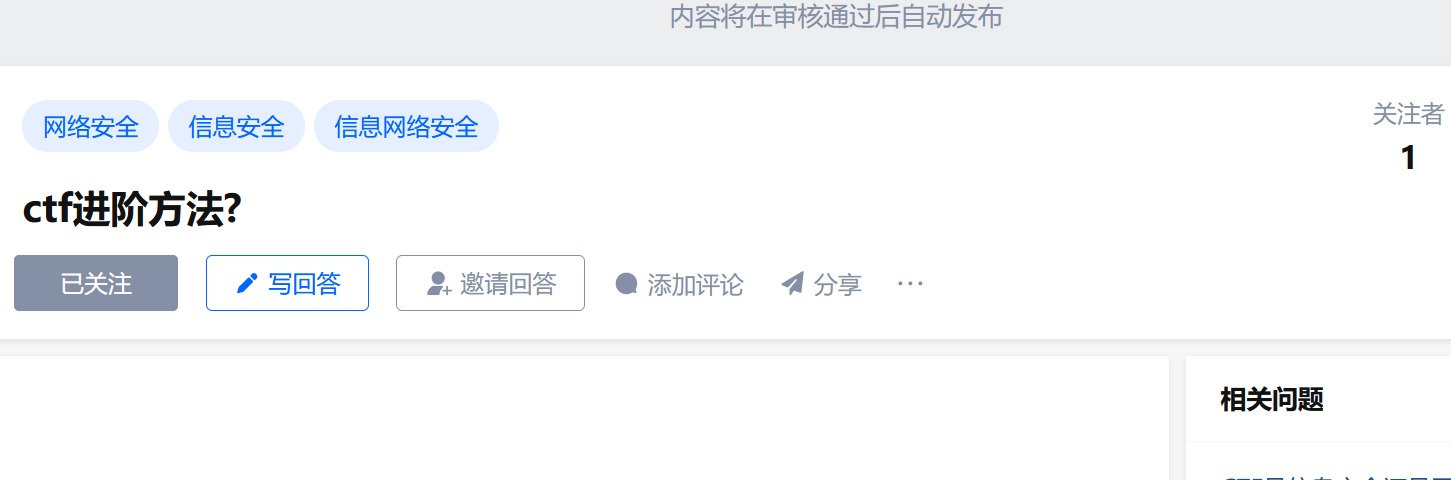 内容将在审核通过后自动发布
网络安全 信息安全 信息网络安全
关注者
1
ctf进阶方法?
已关注 写回答 邀请回答 添加评论 分享 ...
相关问题